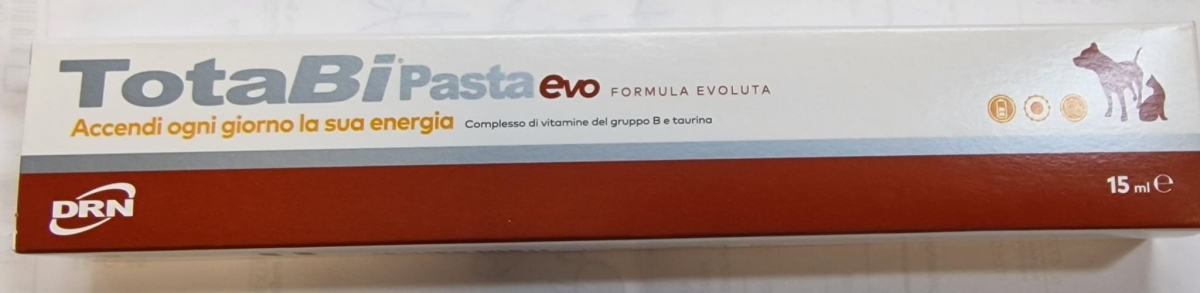 TotaBi® Pasta evo FORMULA EVOLUTA
Accendi ogni giorno la sua energia Complesso di vitamine del gruppo B e taurina
DRN
15 ml ℮